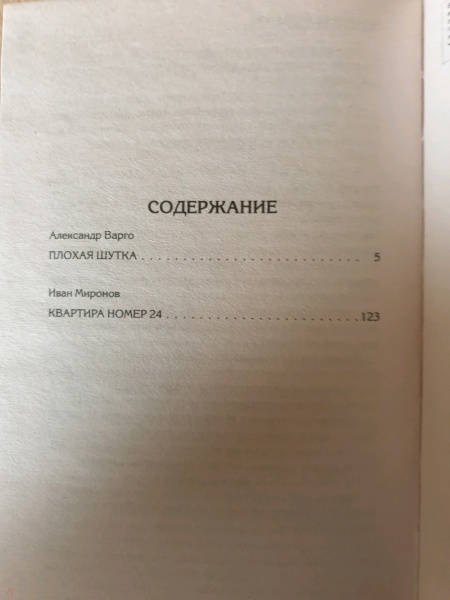 СОДЕРЖАНИЕ
Александр Варго
ПЛОХАЯ ШУТКА . . . . . . . . . . . . . . . . . . . . . . . . . . 5
Иван Миронов
КВАРТИРА НОМЕР 24 . . . . . . . . . . . . . . . . . . . . . . 123